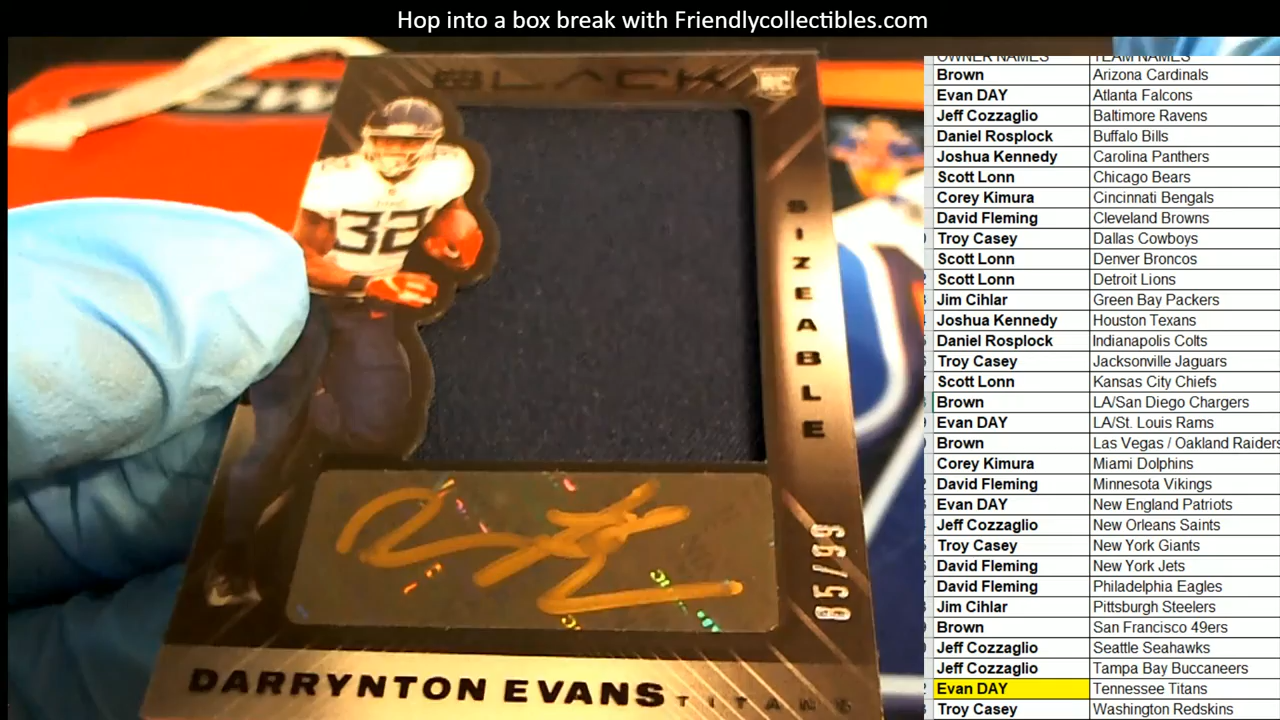 Hop into a box break with Friendlycollectibles.com
BLACK
RC
32
SIZEABLE
85/99
DARRYNTON EVANS TITANS
OWNER NAMES TEAM NAMES
Brown Arizona Cardinals
Evan DAY Atlanta Falcons
Jeff Cozzaglio Baltimore Ravens
Daniel Rosplock Buffalo Bills
Joshua Kennedy Carolina Panthers
Scott Lonn Chicago Bears
Corey Kimura Cincinnati Bengals
David Fleming Cleveland Browns
Troy Casey Dallas Cowboys
Scott Lonn Denver Broncos
Scott Lonn Detroit Lions
Jim Cihlar Green Bay Packers
Joshua Kennedy Houston Texans
Daniel Rosplock Indianapolis Colts
Troy Casey Jacksonville Jaguars
Scott Lonn Kansas City Chiefs
Brown LA/San Diego Chargers
Evan DAY LA/St. Louis Rams
Brown Las Vegas / Oakland Raiders
Corey Kimura Miami Dolphins
David Fleming Minnesota Vikings
Evan DAY New England Patriots
Jeff Cozzaglio New Orleans Saints
Troy Casey New York Giants
David Fleming New York Jets
David Fleming Philadelphia Eagles
Jim Cihlar Pittsburgh Steelers
Brown San Francisco 49ers
Jeff Cozzaglio Seattle Seahawks
Jeff Cozzaglio Tampa Bay Buccaneers
Evan DAY Tennessee Titans
Troy Casey Washington Redskins